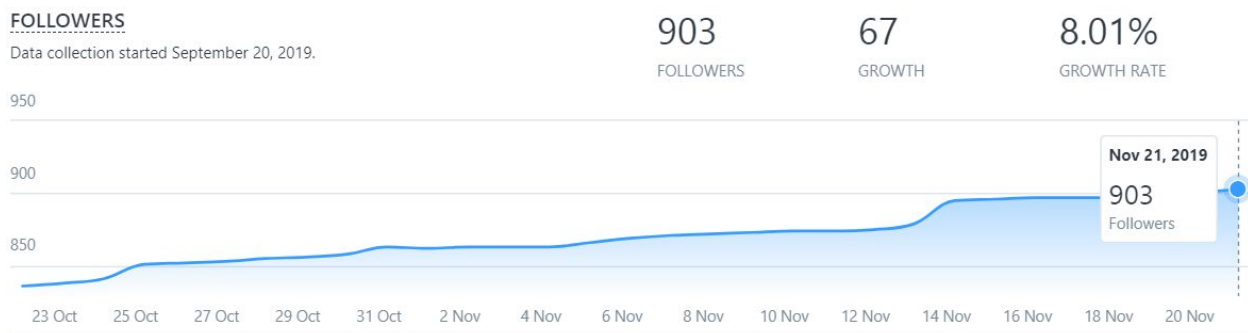 FOLLOWERS
Data collection started September 20, 2019.
903
FOLLOWERS
67
GROWTH
8.01%
GROWTH RATE
950
900
850
Nov 21, 2019
903
Followers
23 Oct 25 Oct 27 Oct 29 Oct 31 Oct 2 Nov 4 Nov 6 Nov 8 Nov 10 Nov 12 Nov 14 Nov 16 Nov 18 Nov 20 Nov